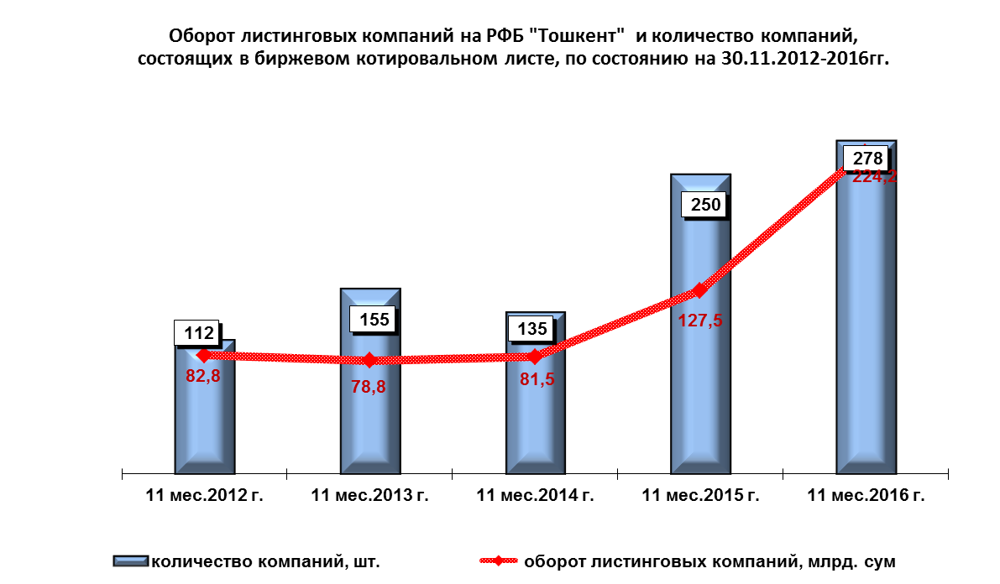 Оборот листинговых компаний на РФБ "Тошкент" и количество компаний,
состоящих в биржевом котировальном листе, по состоянию на 30.11.2012-2016гг.
278
224,2
250
155
135
112
127,5
82,8
78,8
81,5
11 мес.2012 г.
11 мес.2013 г.
11 мес.2014 г.
11 мес.2015 г.
11 мес.2016 г.
количество компаний, шт.
оборот листинговых компаний, млрд. сум